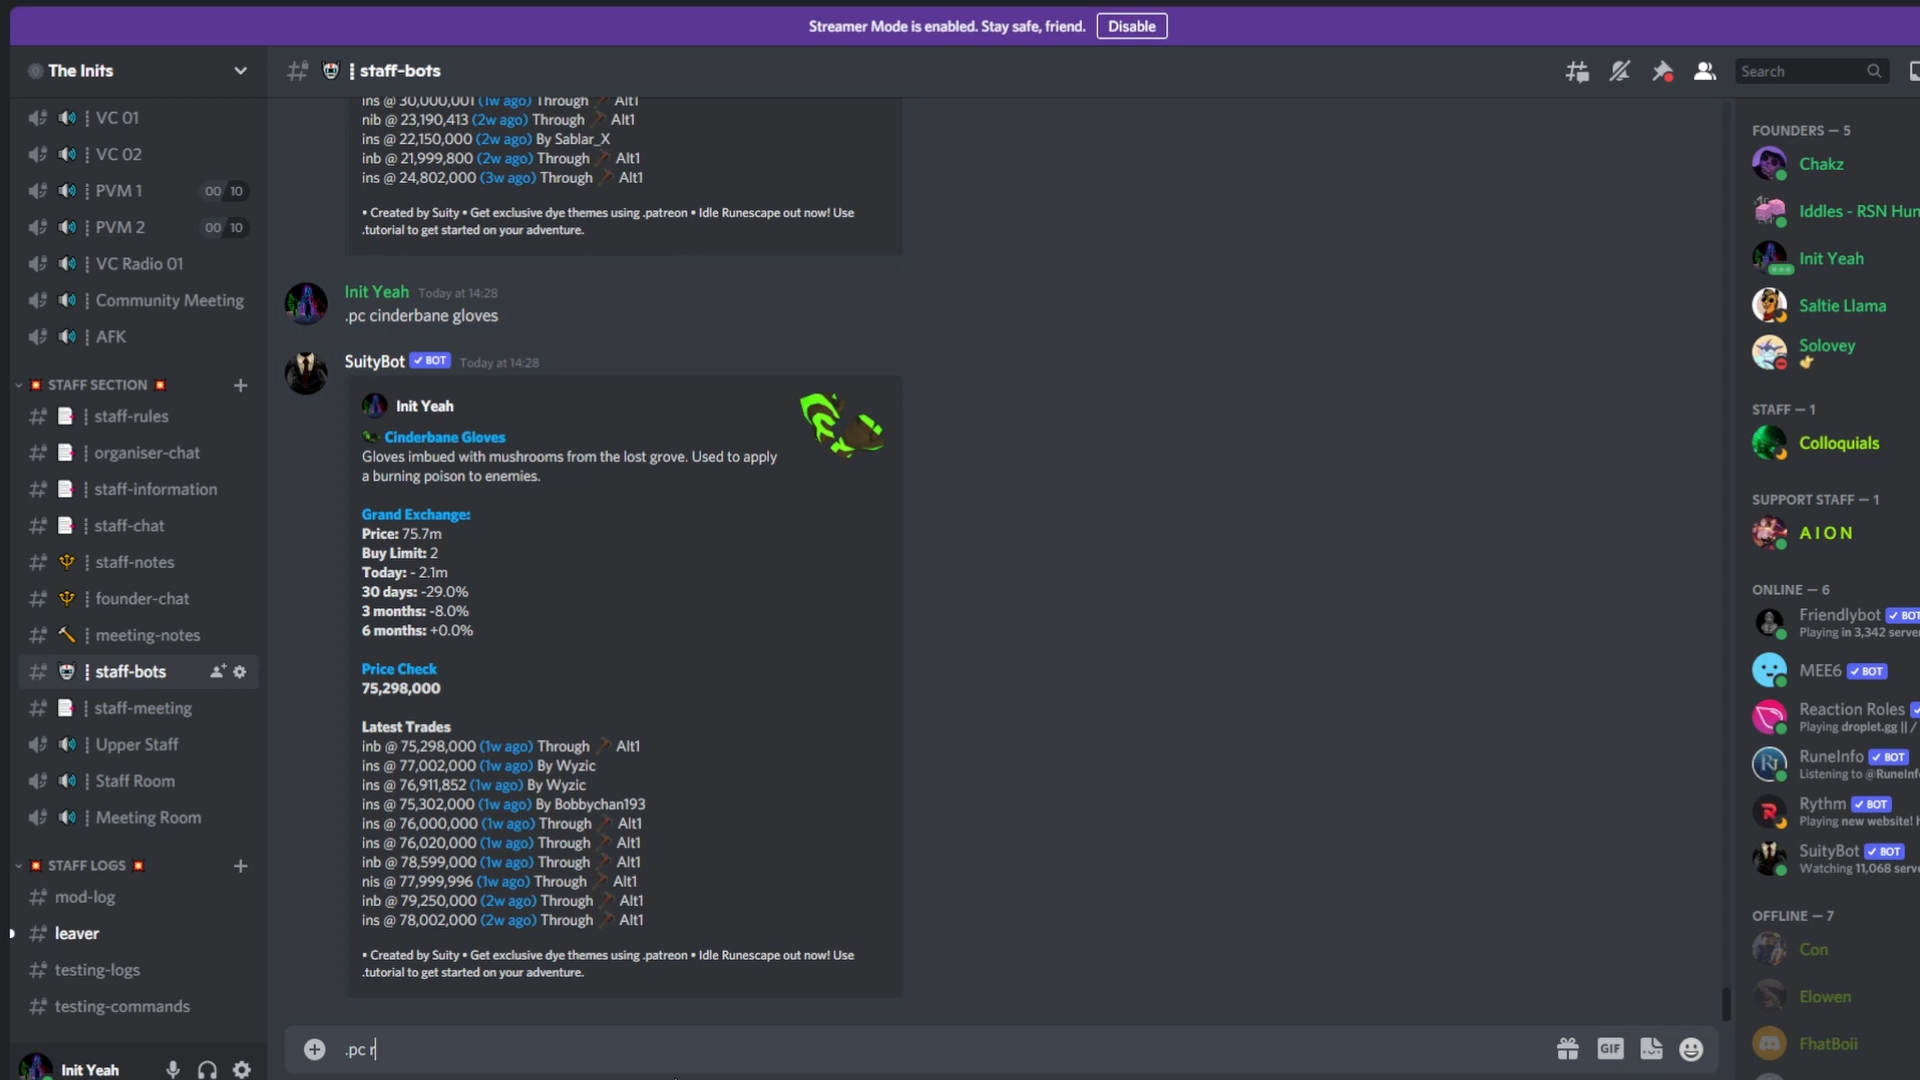 Streamer Mode is enabled. Stay safe, friend. Disable
The Inits
VC 01
VC 02
PVM 1 00 10
PVM 2 00 10
VC Radio 01
Community Meeting
AFK
STAFF SECTION
staff-rules
organiser-chat
staff-information
staff-chat
staff-notes
founder-chat
meeting-notes
staff-bots
staff-meeting
Upper Staff
Staff Room
Meeting Room
STAFF LOGS
mod-log
leaver
testing-logs
testing-commands
Init Yeah
staff-bots
Search
ins @ 30,000,001 (1w ago) Through Alt1
nib @ 23,190,413 (2w ago) Through Alt1
ins @ 22,150,000 (2w ago) By Sablar_X
inb @ 21,999,800 (2w ago) Through Alt1
ins @ 24,802,000 (3w ago) Through Alt1
• Created by Suity • Get exclusive dye themes using .patreon • Idle Runescape out now! Use
.tutorial to get started on your adventure.
Init Yeah Today at 14:28
.pc cinderbane gloves
SuityBot BOT Today at 14:28
Init Yeah
Cinderbane Gloves
Gloves imbued with mushrooms from the lost grove. Used to apply
a burning poison to enemies.
Grand Exchange:
Price: 75.7m
Buy Limit: 2
Today: - 2.1m
30 days: -29.0%
3 months: -8.0%
6 months: +0.0%
Price Check
75,298,000
Latest Trades
inb @ 75,298,000 (1w ago) Through Alt1
ins @ 77,002,000 (1w ago) By Wyzic
ins @ 76,911,852 (1w ago) By Wyzic
ins @ 75,302,000 (1w ago) By Bobbychan193
ins @ 76,000,000 (1w ago) Through Alt1
ins @ 76,020,000 (1w ago) Through Alt1
inb @ 78,599,000 (1w ago) Through Alt1
nis @ 77,999,996 (1w ago) Through Alt1
inb @ 79,250,000 (2w ago) Through Alt1
ins @ 78,002,000 (2w ago) Through Alt1
• Created by Suity • Get exclusive dye themes using .patreon • Idle Runescape out now! Use
.tutorial to get started on your adventure.
.pc r
GIF
FOUNDERS — 5
Chakz
Iddles - RSN Hun
Init Yeah
Saltie Llama
Solovey
STAFF — 1
Colloquials
SUPPORT STAFF — 1
A I O N
ONLINE — 6
Friendlybot BOT
Playing in 3,342 server
MEE6 BOT
Reaction Roles
Playing droplet.gg || /
RuneInfo BOT
Listening to @RuneInf
Rythm BOT
Playing new website! h
SuityBot BOT
Watching 11,068 serve
OFFLINE — 7
Con
Elowen
FhatBoii